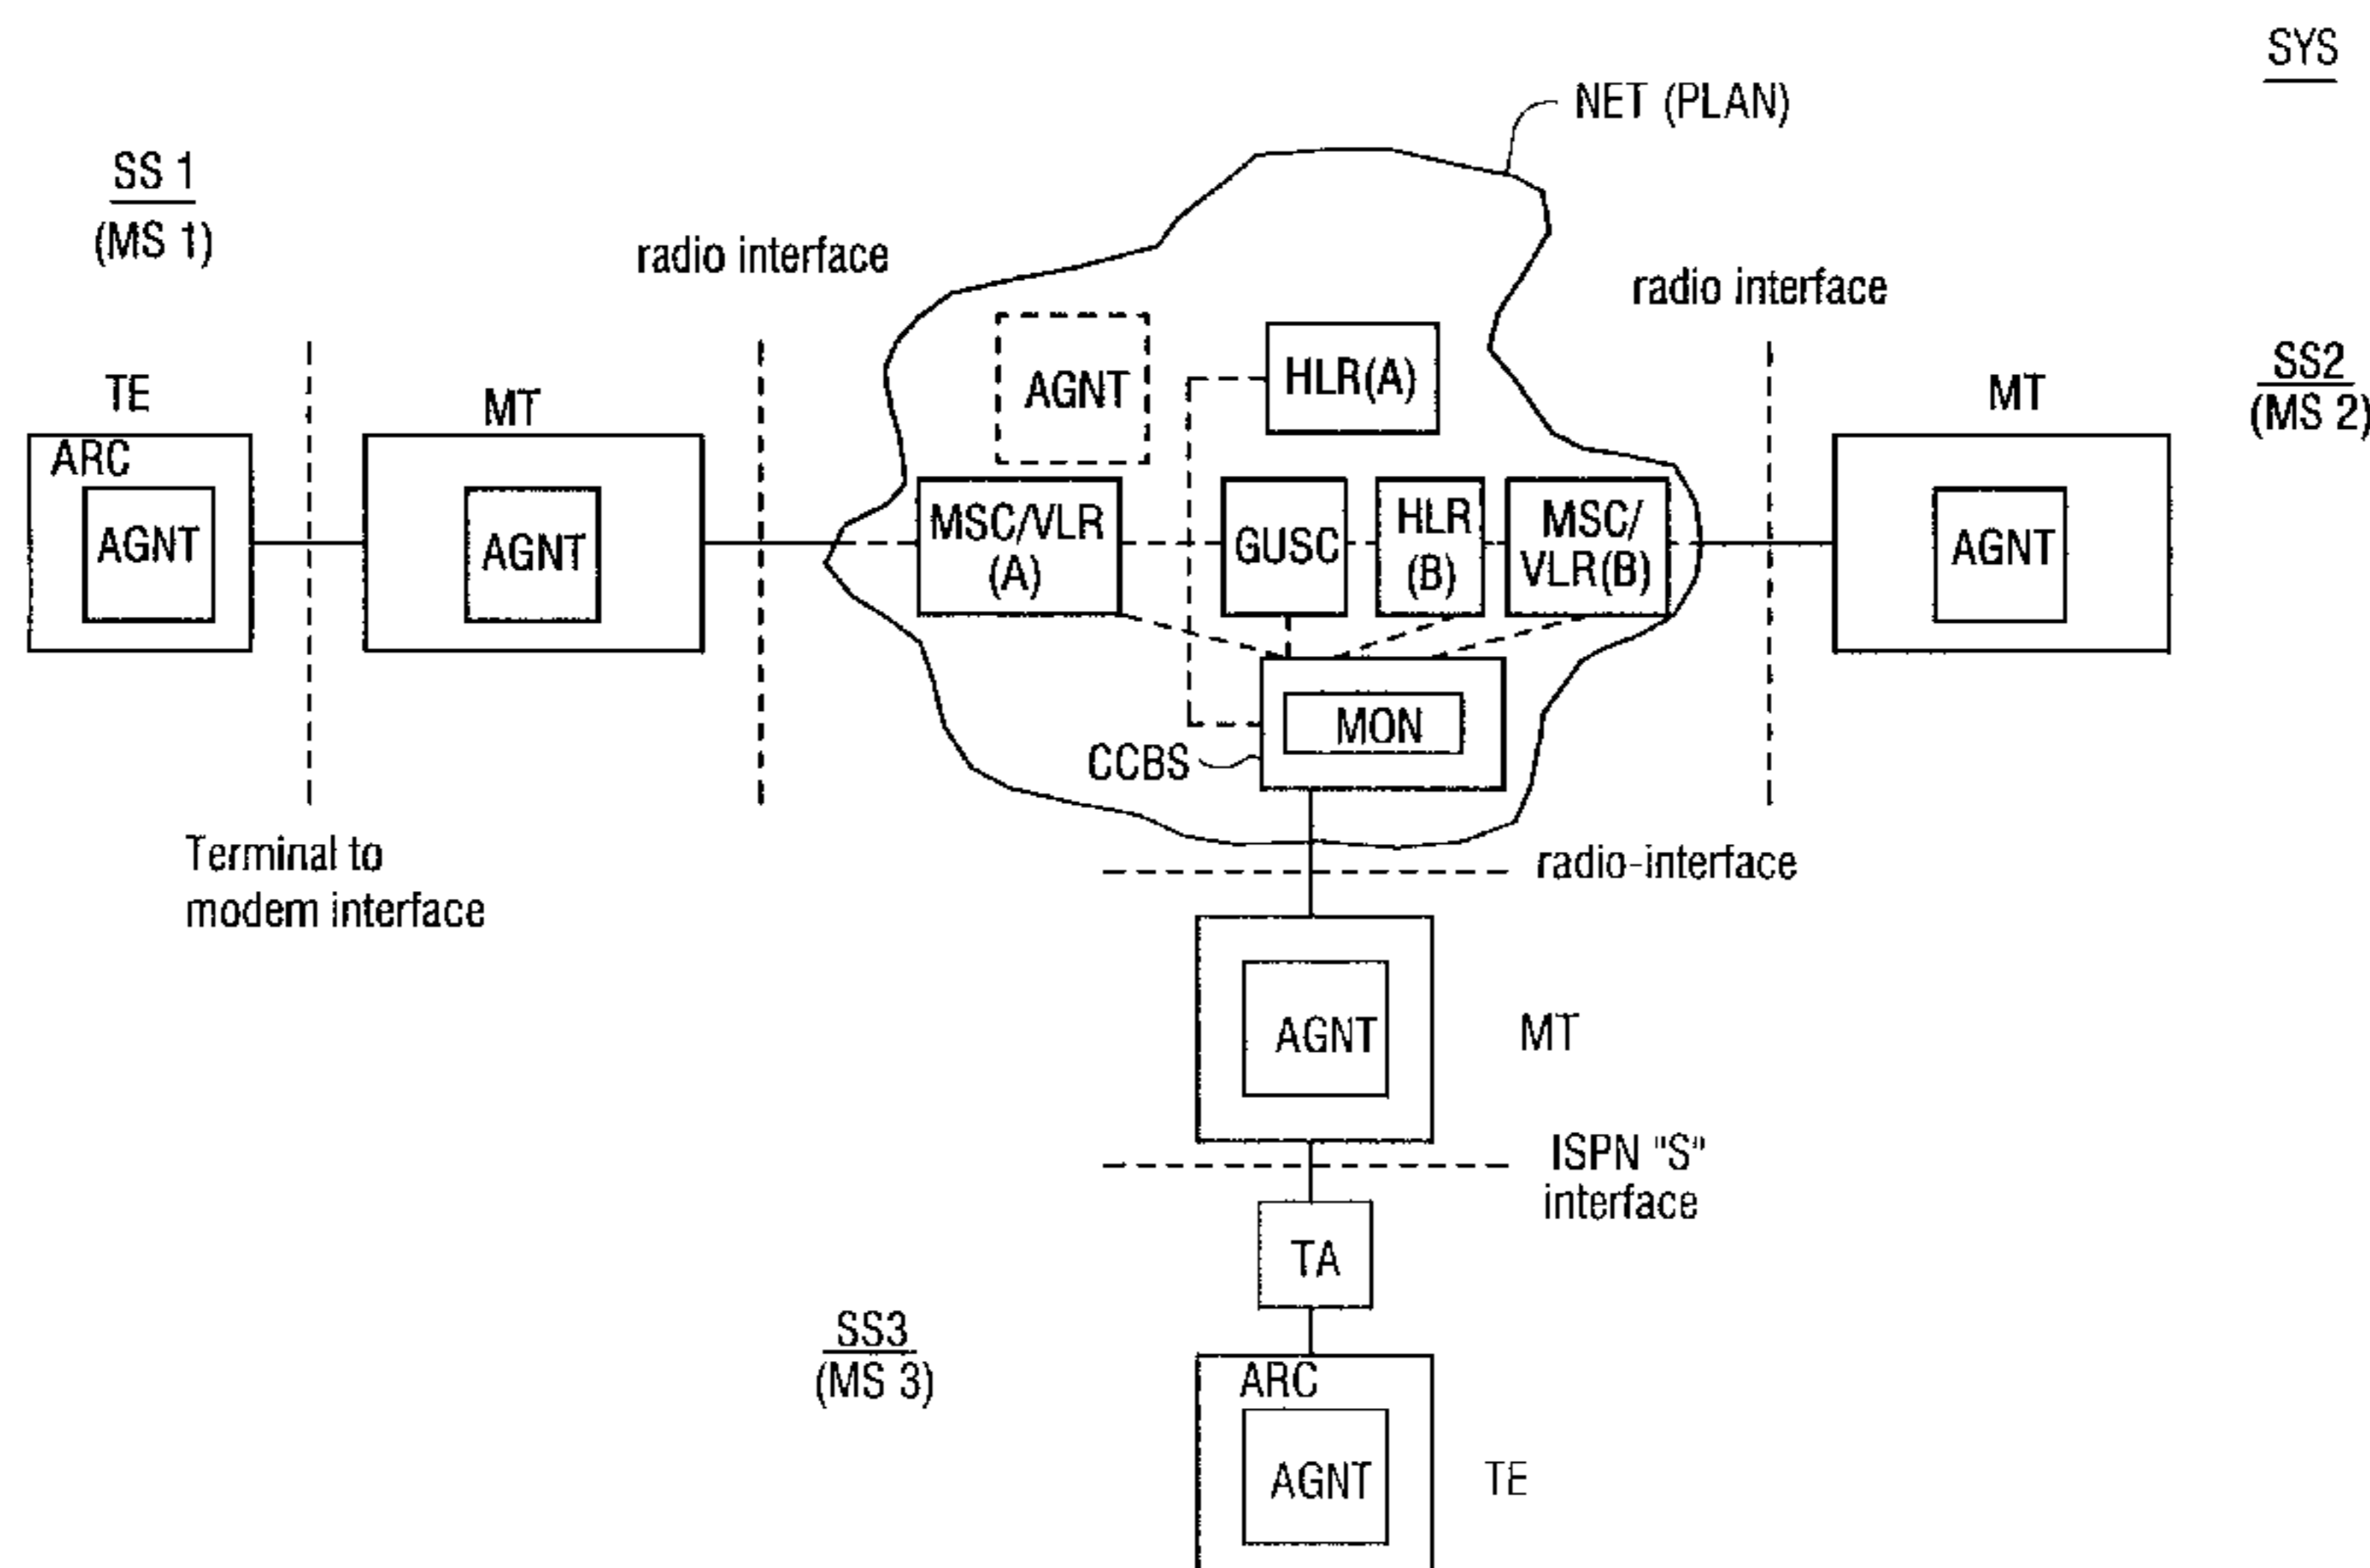 SYS
NET (PLAN)
SS 1
(MS 1)
radio interface
radio interface
TE
MT
AGNT
HLR(A)
MT
SS2
(MS 2)
ARC
AGNT
AGNT
MSC/VLR
(A)
GUSC
HLR
(B)
MSC/
VLR(B)
AGNT
MON
CCBS
Terminal to
modem interface
radio-interface
AGNT
MT
ISPN "S"
interface
TA
SS3
(MS 3)
ARC
AGNT
TE